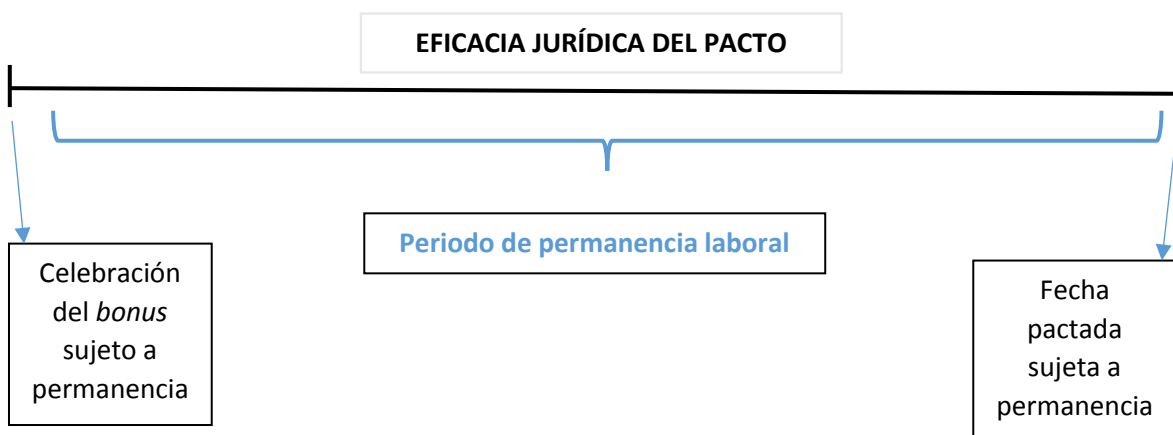 EFICACIA JURÍDICA DEL PACTO
Periodo de permanencia laboral
Celebración
del bonus
sujeto a
permanencia
Fecha
pactada
sujeta a
permanencia